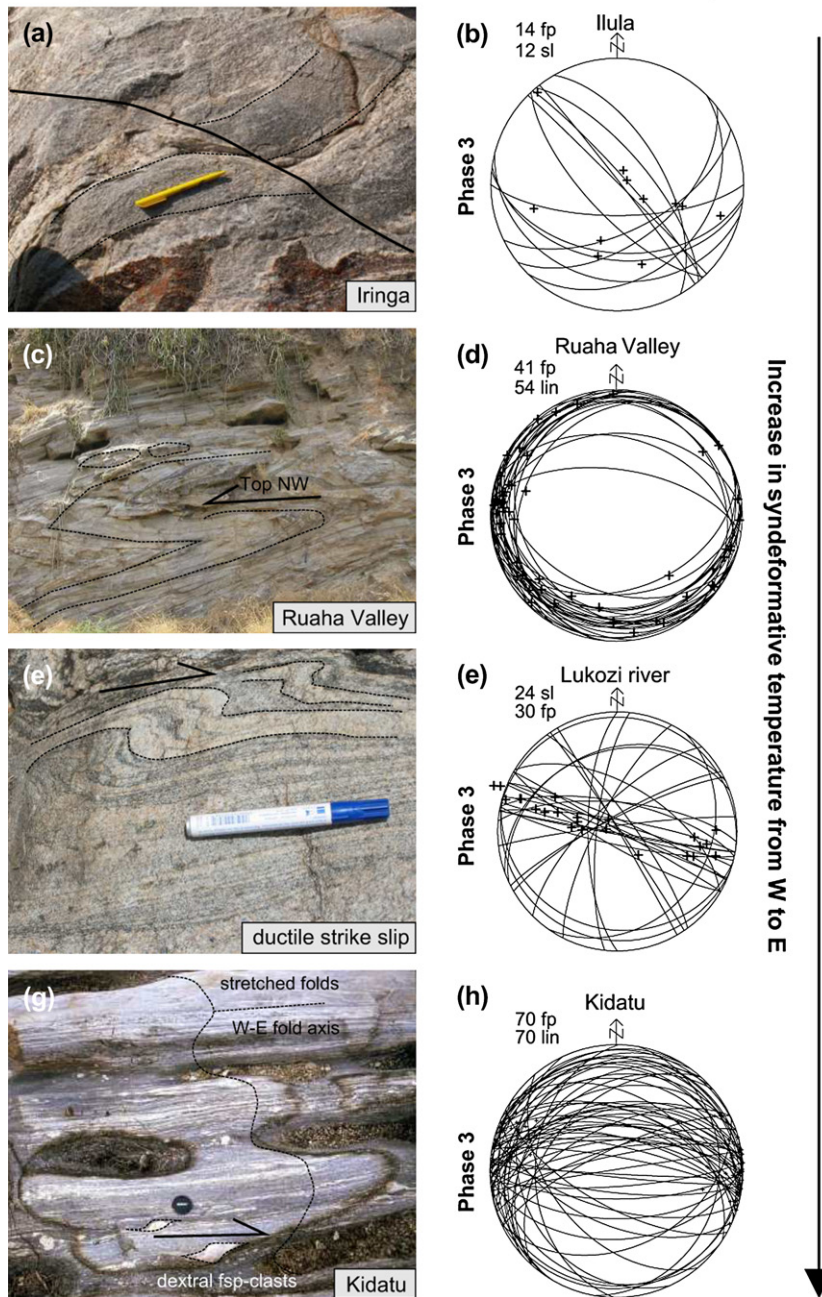 (a)
Iringa
(b)
Ilula
14 fp
12 sl
N
Phase 3
(c)
Top NW
Ruaha Valley
(d)
Ruaha Valley
41 fp
54 lin
N
Phase 3
(e)
ductile strike slip
(e)
Lukozi river
24 sl
30 fp
N
Phase 3
(g)
stretched folds
W-E fold axis
dextral fsp-clasts
Kidatu
(h)
Kidatu
70 fp
70 lin
N
Phase 3
Increase in syndeformative temperature from W to E